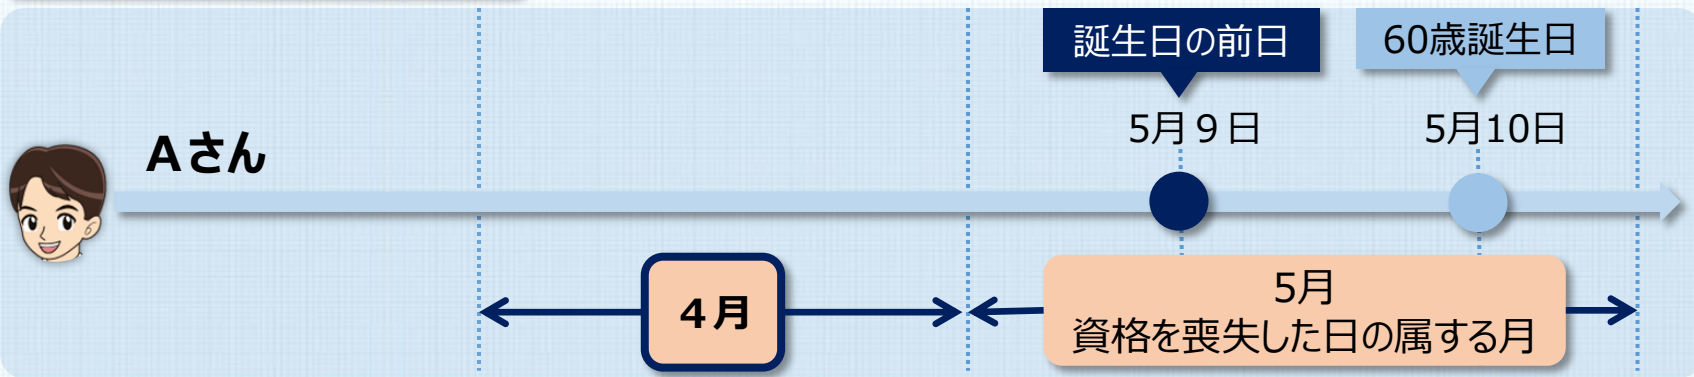 誕生日の前日
60歳誕生日
5月９日
5月10日
Aさん
４月
5月
資格を喪失した日の属する月